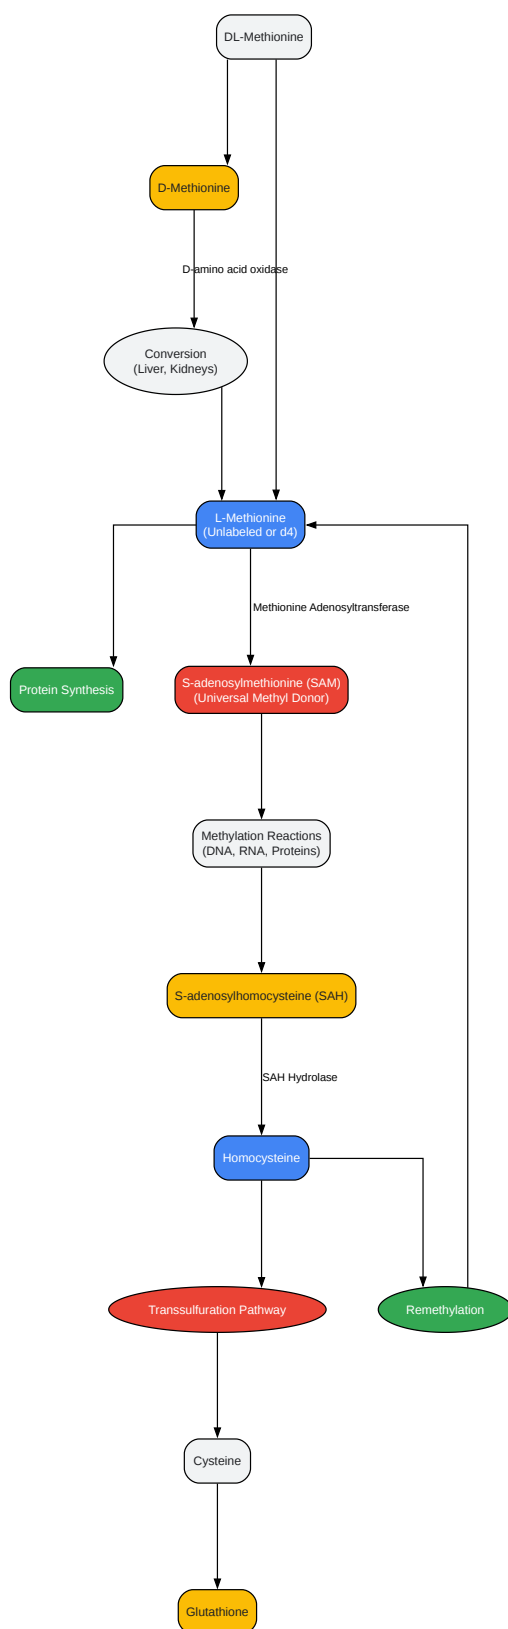 DL-Methionine
D-Methionine
D-amino acid oxidase
Conversion
(Liver, Kidneys)
L-Methionine
(Unlabeled or d4)
Methionine Adenosyltransferase
Protein Synthesis
S-adenosylmethionine (SAM)
(Universal Methyl Donor)
Methylation Reactions
(DNA, RNA, Proteins)
S-adenosylhomocysteine (SAH)
SAH Hydrolase
Homocysteine
Transsulfuration Pathway
Remethylation
Cysteine
Glutathione